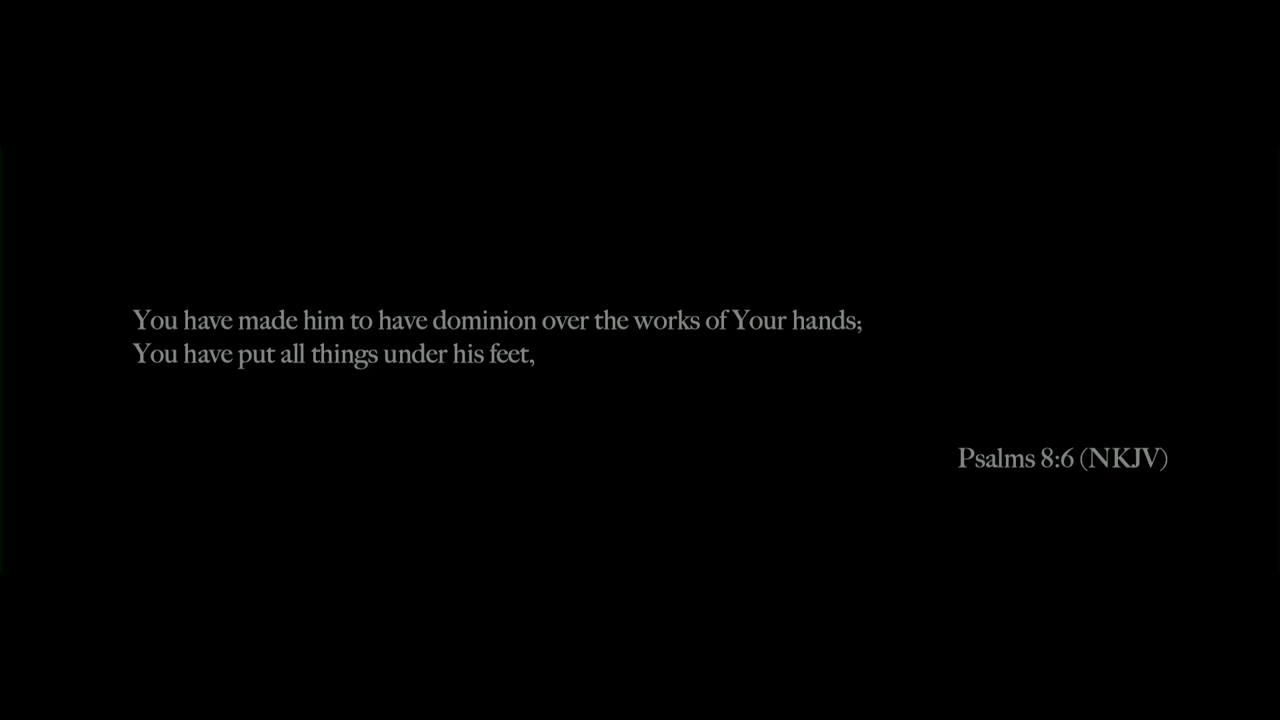 You have made him to have dominion over the works of Your hands;
You have put all things under his feet,
Psalms 8:6 (NKJV)